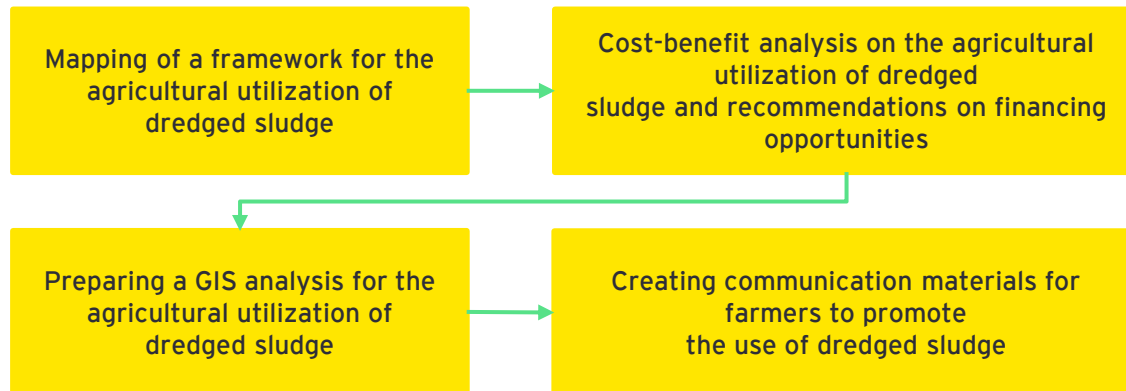 Mapping of a framework for the
agricultural utilization of
dredged sludge
Cost-benefit analysis on the agricultural
utilization of dredged
sludge and recommendations on financing
opportunities
Preparing a GIS analysis for the
agricultural utilization of
dredged sludge
Creating communication materials for
farmers to promote
the use of dredged sludge